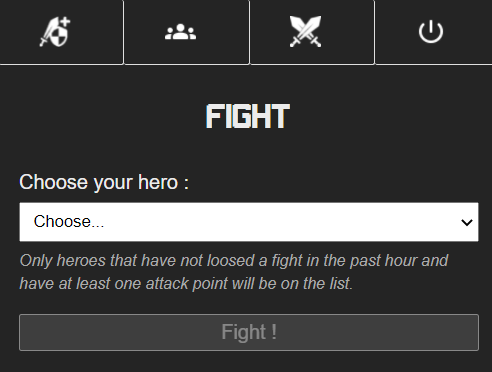 FIGHT
Choose your hero :
Choose...
Only heroes that have not loosed a fight in the past hour and
have at least one attack point will be on the list.
Fight !